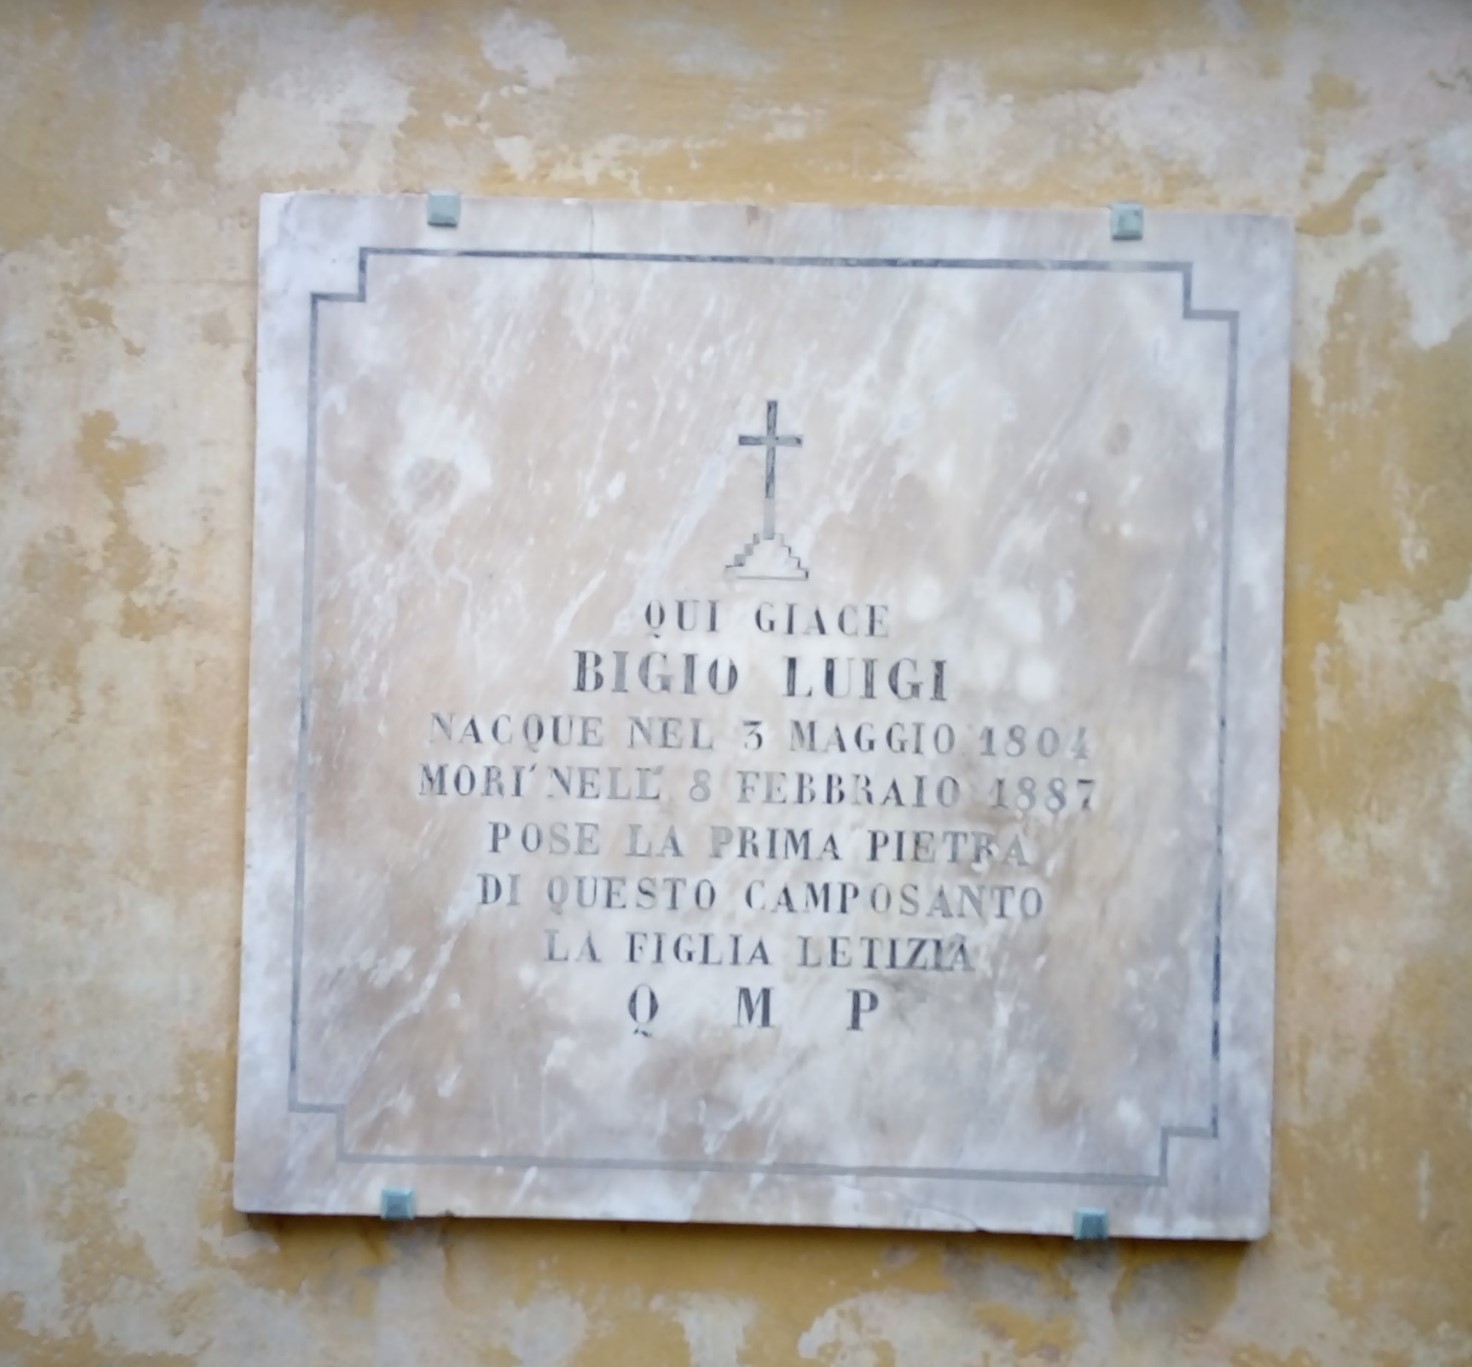 QUI GIACE
BIGIO LUIGI
NACQUE NEL 3 MAGGIO 1804
MORI' NELL' 8 FEBBRAIO 1887
POSE LA PRIMA PIETRA
DI QUESTO CAMPOSANTO
LA FIGLIA LETIZIA
Q M P